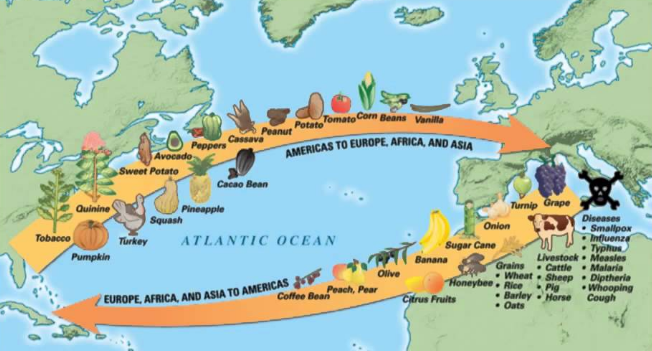 Tobacco
Quinine
Pumpkin
Turkey
Squash
Sweet Potato
Avocado
Pineapple
Peppers
Cassava
Cacao Bean
Peanut
Potato
Tomato
Corn
Beans
Vanilla
AMERICAS TO EUROPE, AFRICA, AND ASIA
ATLANTIC OCEAN
EUROPE, AFRICA, AND ASIA TO AMERICAS
Coffee Bean
Peach, Pear
Olive
Citrus Fruits
Banana
Honeybee
Sugar Cane
Onion
Turnip
Grape
Grains
• Wheat
• Rice
• Barley
• Oats
Livestock
• Cattle
• Sheep
• Pig
• Horse
Diseases
• Smallpox
• Influenza
• Typhus
• Measles
• Malaria
• Diptheria
• Whooping
Cough